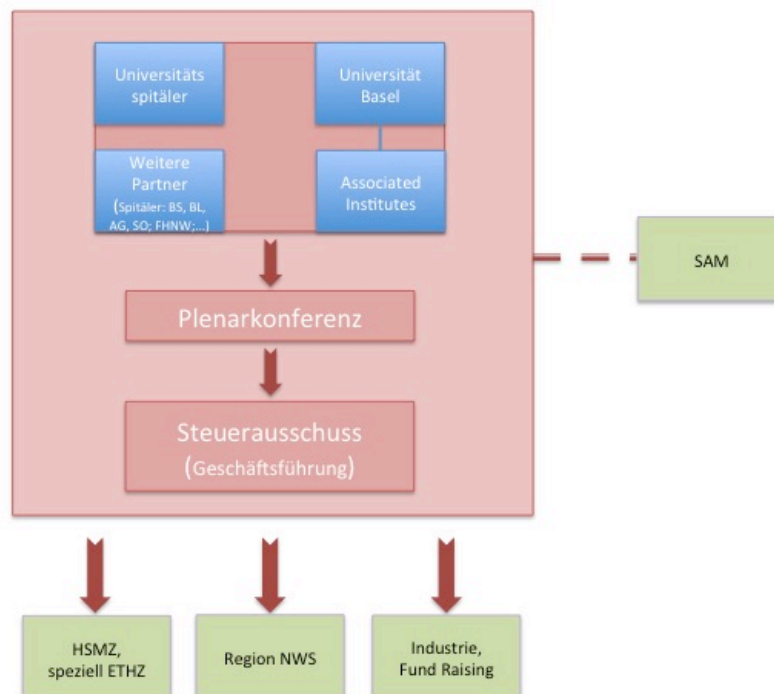 Universitäts
spitäler
Universität
Basel
Weitere
Partner
(Spitäler: BS, BL,
AG, SO; FHNW;...)
Associated
Institutes
SAM
Plenarkonferenz
Steuerausschuss
(Geschäftsführung)
HSMZ,
speziell ETHZ
Region NWS
Industrie,
Fund Raising